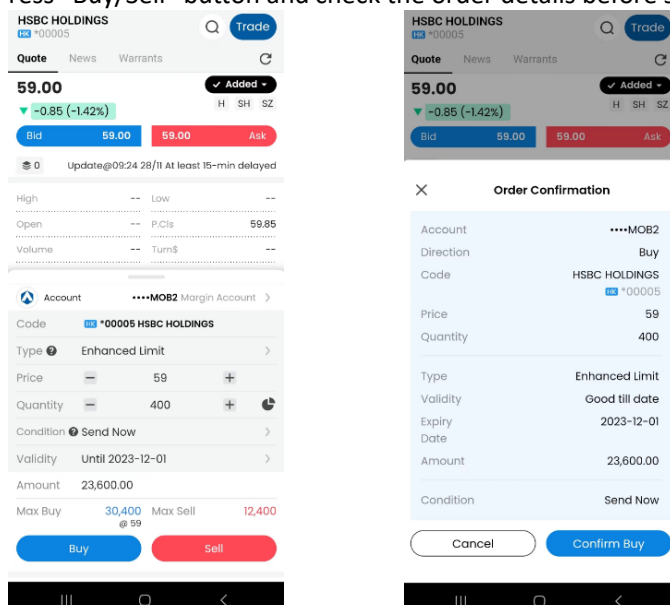 ress "Buy/Sell" button and check the order details before s
HSBC HOLDINGS
HK *00005
Trade
Quote News Warrants
59.00
Added
-0.85 (-1.42%)
H SH SZ
Bid 59.00 59.00 Ask
0 Update@09:24 28/11 At least 15-min delayed
High -- Low --
Open -- P.Cls 59.85
Volume -- Turn$ --
Account ••••MOB2 Margin Account
Code HK *00005 HSBC HOLDINGS
Type ? Enhanced Limit
Price − 59 +
Quantity − 400 +
Condition ? Send Now
Validity Until 2023-12-01
Amount 23,600.00
Max Buy 30,400 Max Sell 12,400
@ 59
Buy Sell
HSBC HOLDINGS
HK *00005
Trade
Quote News Warrants
59.00
Added
-0.85 (-1.42%)
H SH SZ
Bid 59.00 59.00 Ask
Order Confirmation
Account ••••MOB2
Direction Buy
Code HSBC HOLDINGS
HK *00005
Price 59
Quantity 400
Type Enhanced Limit
Validity Good till date
Expiry 2023-12-01
Date
Amount 23,600.00
Condition Send Now
Cancel Confirm Buy